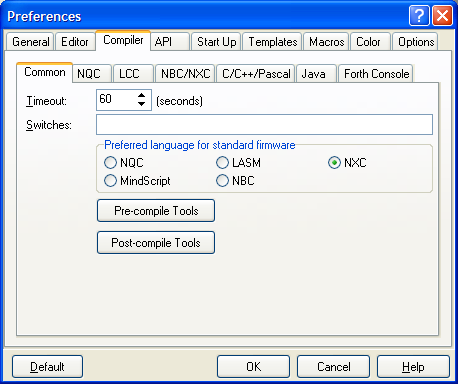 Preferences
General Editor Compiler API Start Up Templates Macros Color Options
Common NQC LCC NBC/NXC C/C++/Pascal Java Forth Console
Timeout: 60 (seconds)
Switches:
Preferred language for standard firmware
NQC LASM NXC
MindScript NBC
Pre-compile Tools
Post-compile Tools
Default OK Cancel Help